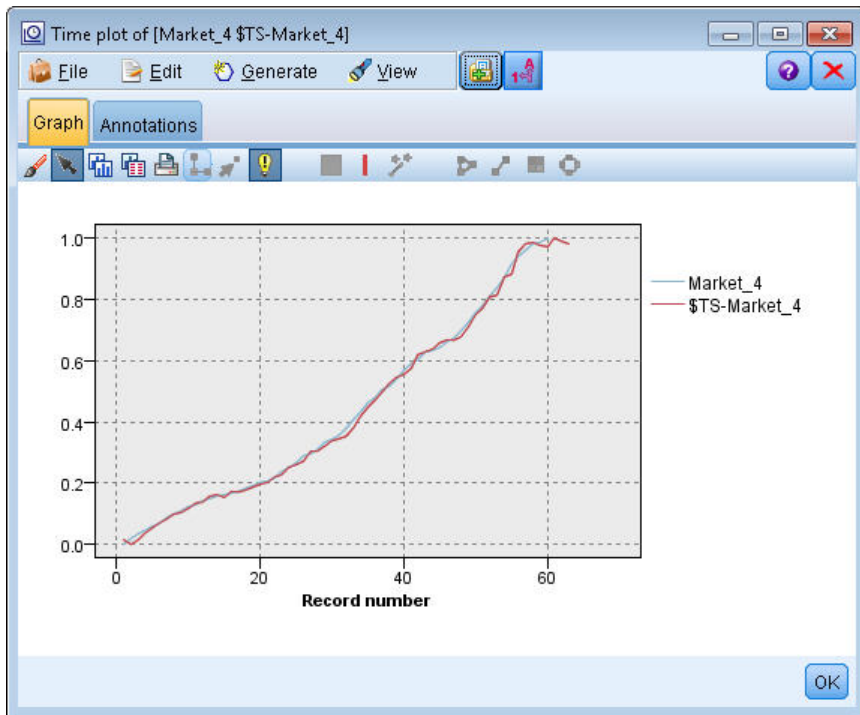 Time plot of [Market_4 $TS-Market_4]
File Edit Generate View
Graph Annotations
1.0
0.8
0.6
0.4
0.2
0.0
0 20 40 60
Record number
Market_4
$TS-Market_4
OK